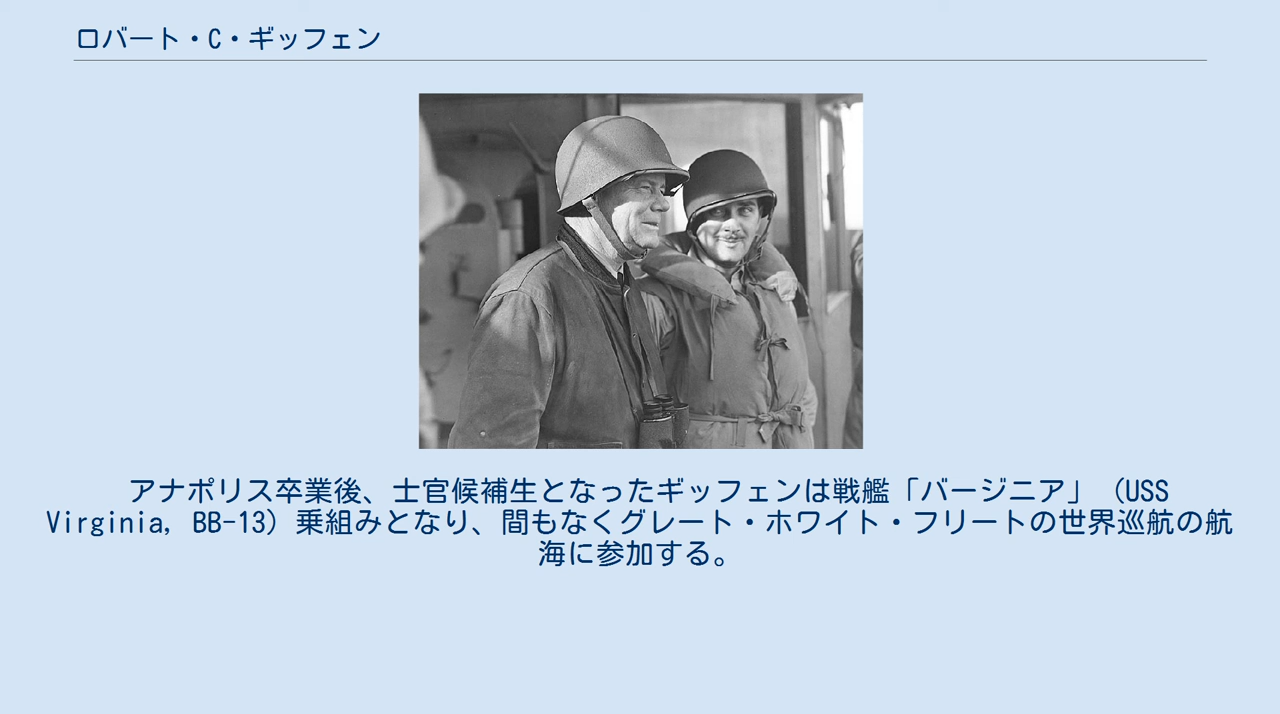 ロバート・C・ギッフェン
アナポリス卒業後、士官候補生となったギッフェンは戦艦「バージニア」（USS
Virginia, BB-13）乗組みとなり、間もなくグレート・ホワイト・フリートの世界巡航の航
海に参加する。